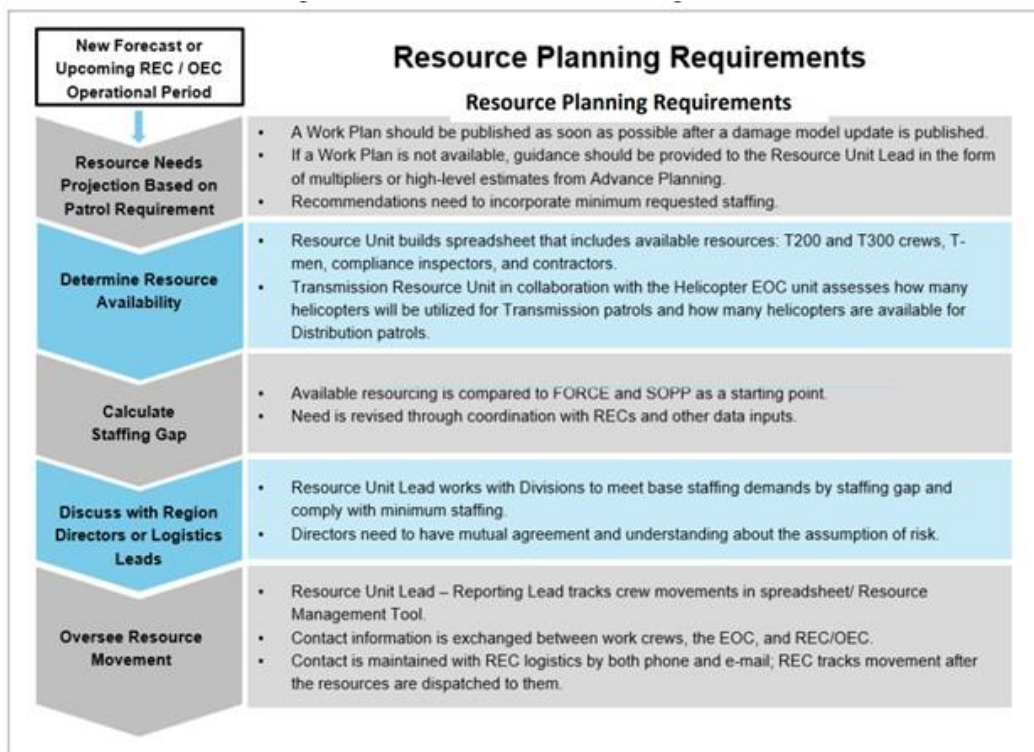 New Forecast or
Upcoming REC / OEC
Operational Period
Resource Planning Requirements
Resource Planning Requirements
Resource Needs
Projection Based on
Patrol Requirement
• A Work Plan should be published as soon as possible after a damage model update is published.
• If a Work Plan is not available, guidance should be provided to the Resource Unit Lead in the form
of multipliers or high-level estimates from Advance Planning.
• Recommendations need to incorporate minimum requested staffing.
Determine Resource
Availability
• Resource Unit builds spreadsheet that includes available resources: T200 and T300 crews, T-
men, compliance inspectors, and contractors.
• Transmission Resource Unit in collaboration with the Helicopter EOC unit assesses how many
helicopters will be utilized for Transmission patrols and how many helicopters are available for
Distribution patrols.
Calculate
Staffing Gap
• Available resourcing is compared to FORCE and SOPP as a starting point.
• Need is revised through coordination with RECs and other data inputs.
Discuss with Region
Directors or Logistics
Leads
• Resource Unit Lead works with Divisions to meet base staffing demands by staffing gap and
comply with minimum staffing.
• Directors need to have mutual agreement and understanding about the assumption of risk.
Oversee Resource
Movement
• Resource Unit Lead – Reporting Lead tracks crew movements in spreadsheet/ Resource
Management Tool.
• Contact information is exchanged between work crews, the EOC, and REC/OEC.
• Contact is maintained with REC logistics by both phone and e-mail; REC tracks movement after
the resources are dispatched to them.